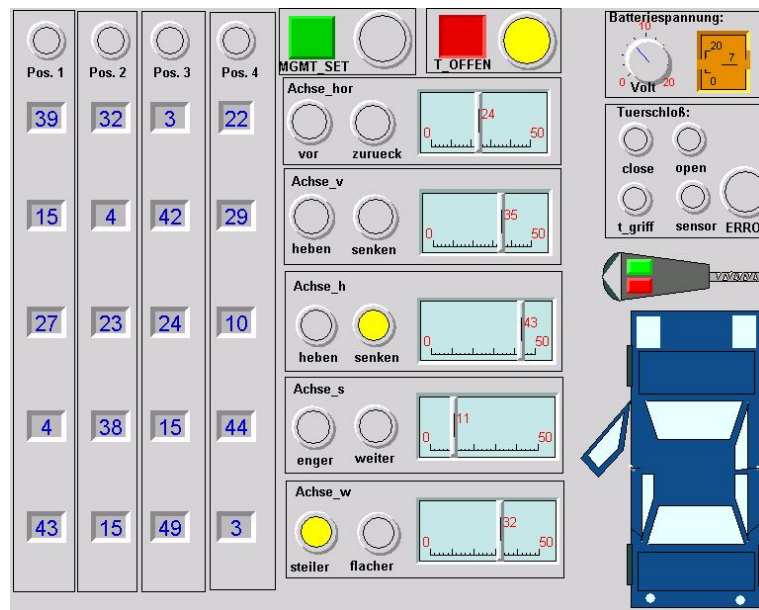 Pos. 1
Pos. 2
Pos. 3
Pos. 4
39 32 3 22
15 4 42 29
27 23 24 10
4 38 15 44
43 15 49 3
MGMT_SET
T_OFFEN
Achse_hor
vor
zurueck
0 24 50
Achse_v
heben
senken
0 35 50
Achse_h
heben
senken
0 43 50
Achse_s
enger
weiter
0 11 50
Achse_w
steiler
flacher
0 32 50
Batteriespannung:
10
0 20
Volt
20
7
0
Tuerschloß:
close
open
t_griff
sensor
ERRO